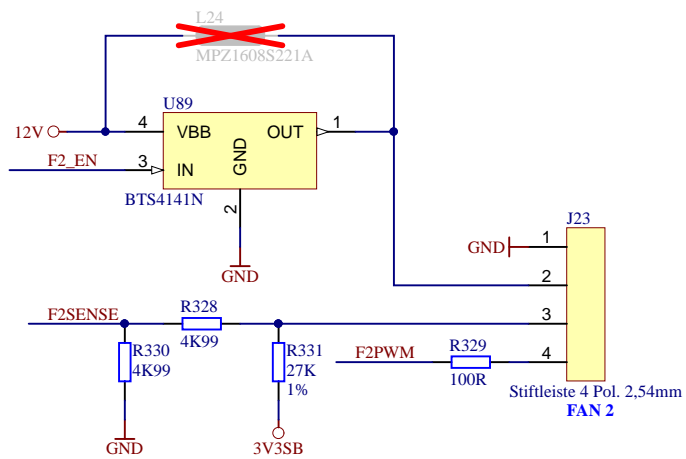 L24
MPZ1608S221A
U89
12V
4
VBB
OUT
1
F2_EN
3
IN
GND
BTS4141N
2
GND
J23
GND
1
2
F2SENSE
R328
4K99
3
R330
4K99
R331
27K
1%
F2PWM
R329
100R
4
Stiftleiste 4 Pol. 2,54mm
FAN 2
GND
3V3SB